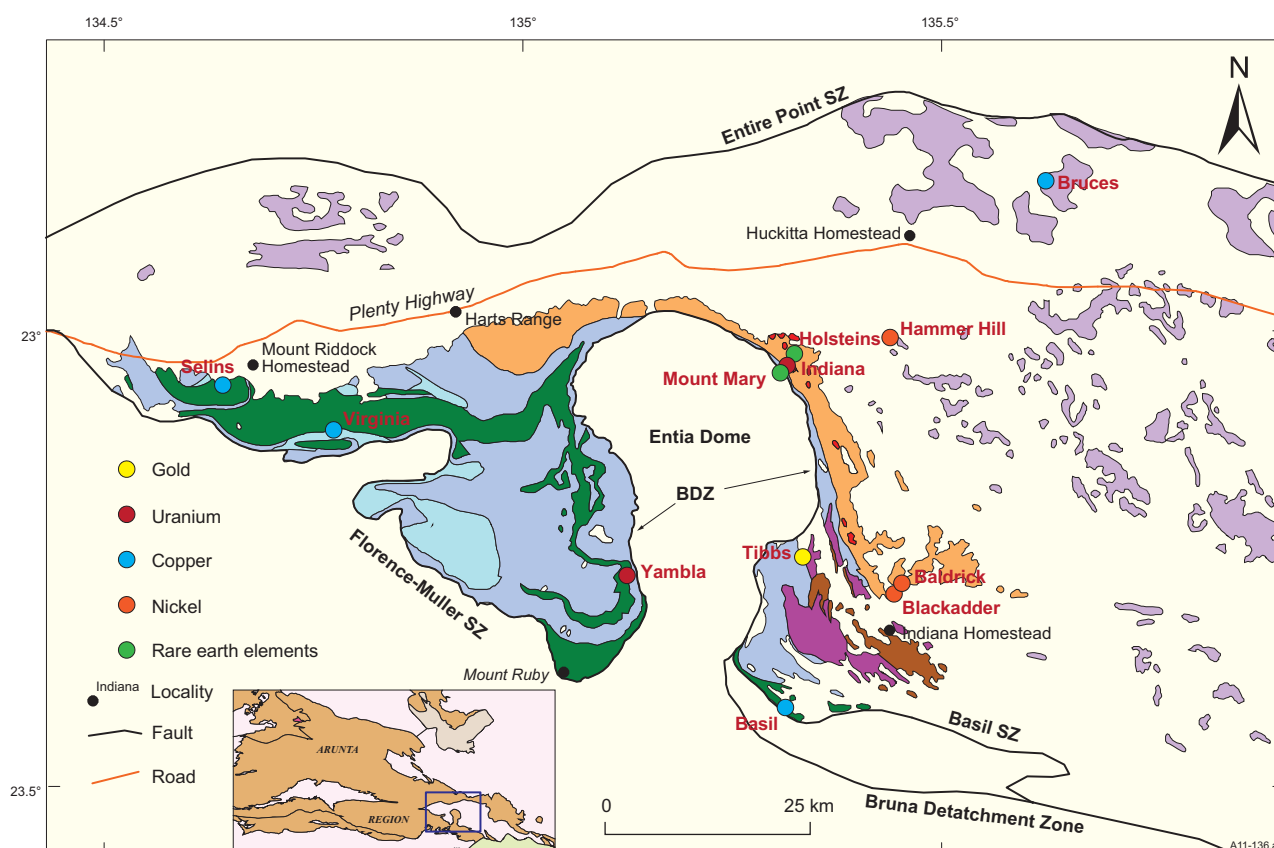 134.5°
135°
135.5°
N
Entire Point SZ
Bruces
Huckitta Homestead
Plenty Highway
Harts Range
23°
Hammer Hill
Holsteins
Indiana
Mount Mary
Mount Riddock
Homestead
Selins
Virginia
Entia Dome
BDZ
Gold
Uranium
Copper
Nickel
Rare earth elements
Indiana
Locality
Fault
Road
Florence-Muller SZ
Yambla
Tibbs
Baldrick
Blackadder
Indiana Homestead
Mount Ruby
Basil
Basil SZ
23.5°
ARUNTA
REGION
0
25 km
Bruna Detatchment Zone